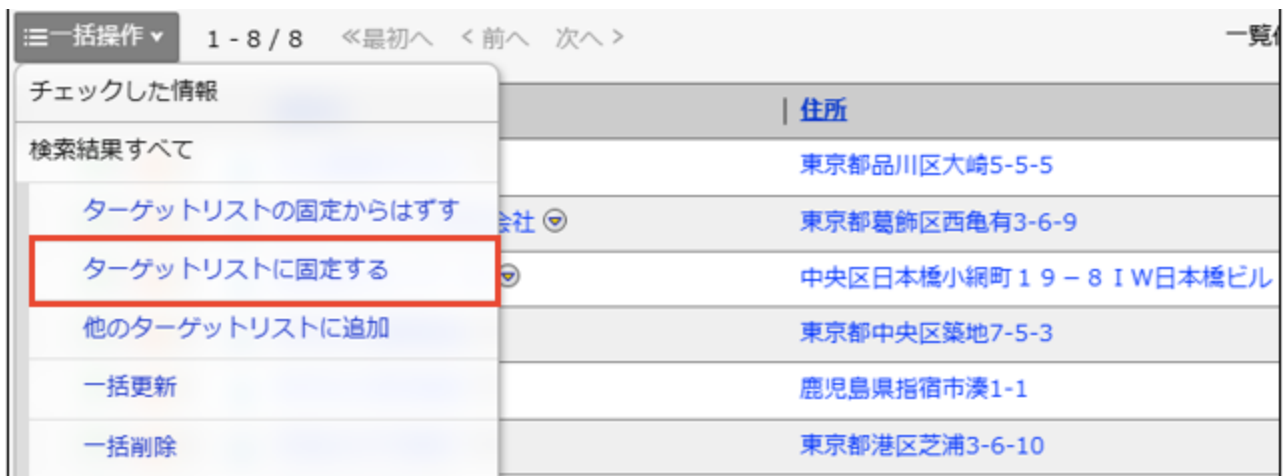 一括操作
1 - 8 / 8 ≪最初へ < 前へ 次へ >
チェックした情報
検索結果すべて
ターゲットリストの固定からはずす
ターゲットリストに固定する
他のターゲットリストに追加
一括更新
一括削除
住所
東京都品川区大崎5-5-5
会社
東京都葛飾区西亀有3-6-9
中央区日本橋小網町１９－８ＩＷ日本橋ビル
東京都中央区築地7-5-3
鹿児島県指宿市湊1-1
東京都港区芝浦3-6-10